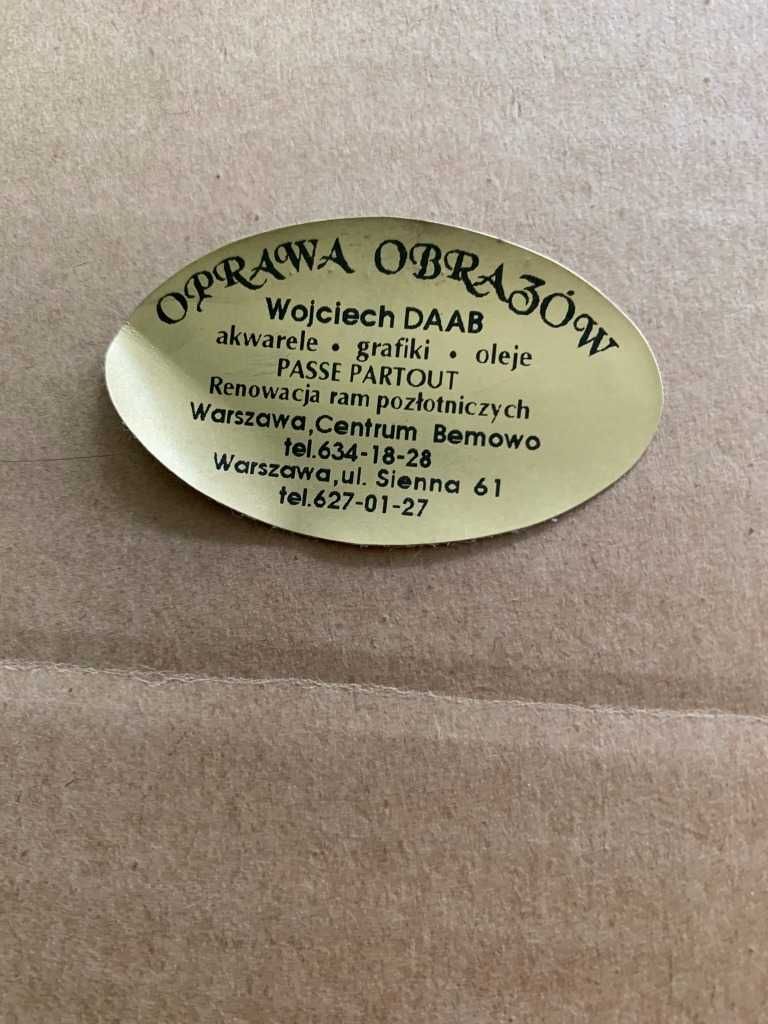 OPRAWA OBRAZÓW
Wojciech DAAB
akwarele • grafiki • oleje
PASSE PARTOUT
Renowacja ram pozłotniczych
Warszawa,Centrum Bemowo
tel.634-18-28
Warszawa,ul. Sienna 61
tel.627-01-27